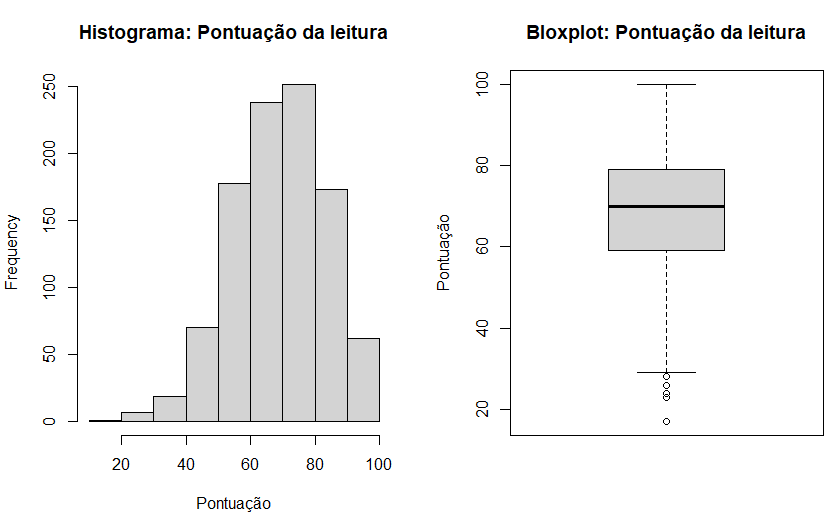 Histograma: Pontuação da leitura
Frequency
250
200
150
100
50
0
20 40 60 80 100
Pontuação
Bloxplot: Pontuação da leitura
Pontuação
100
80
60
40
20